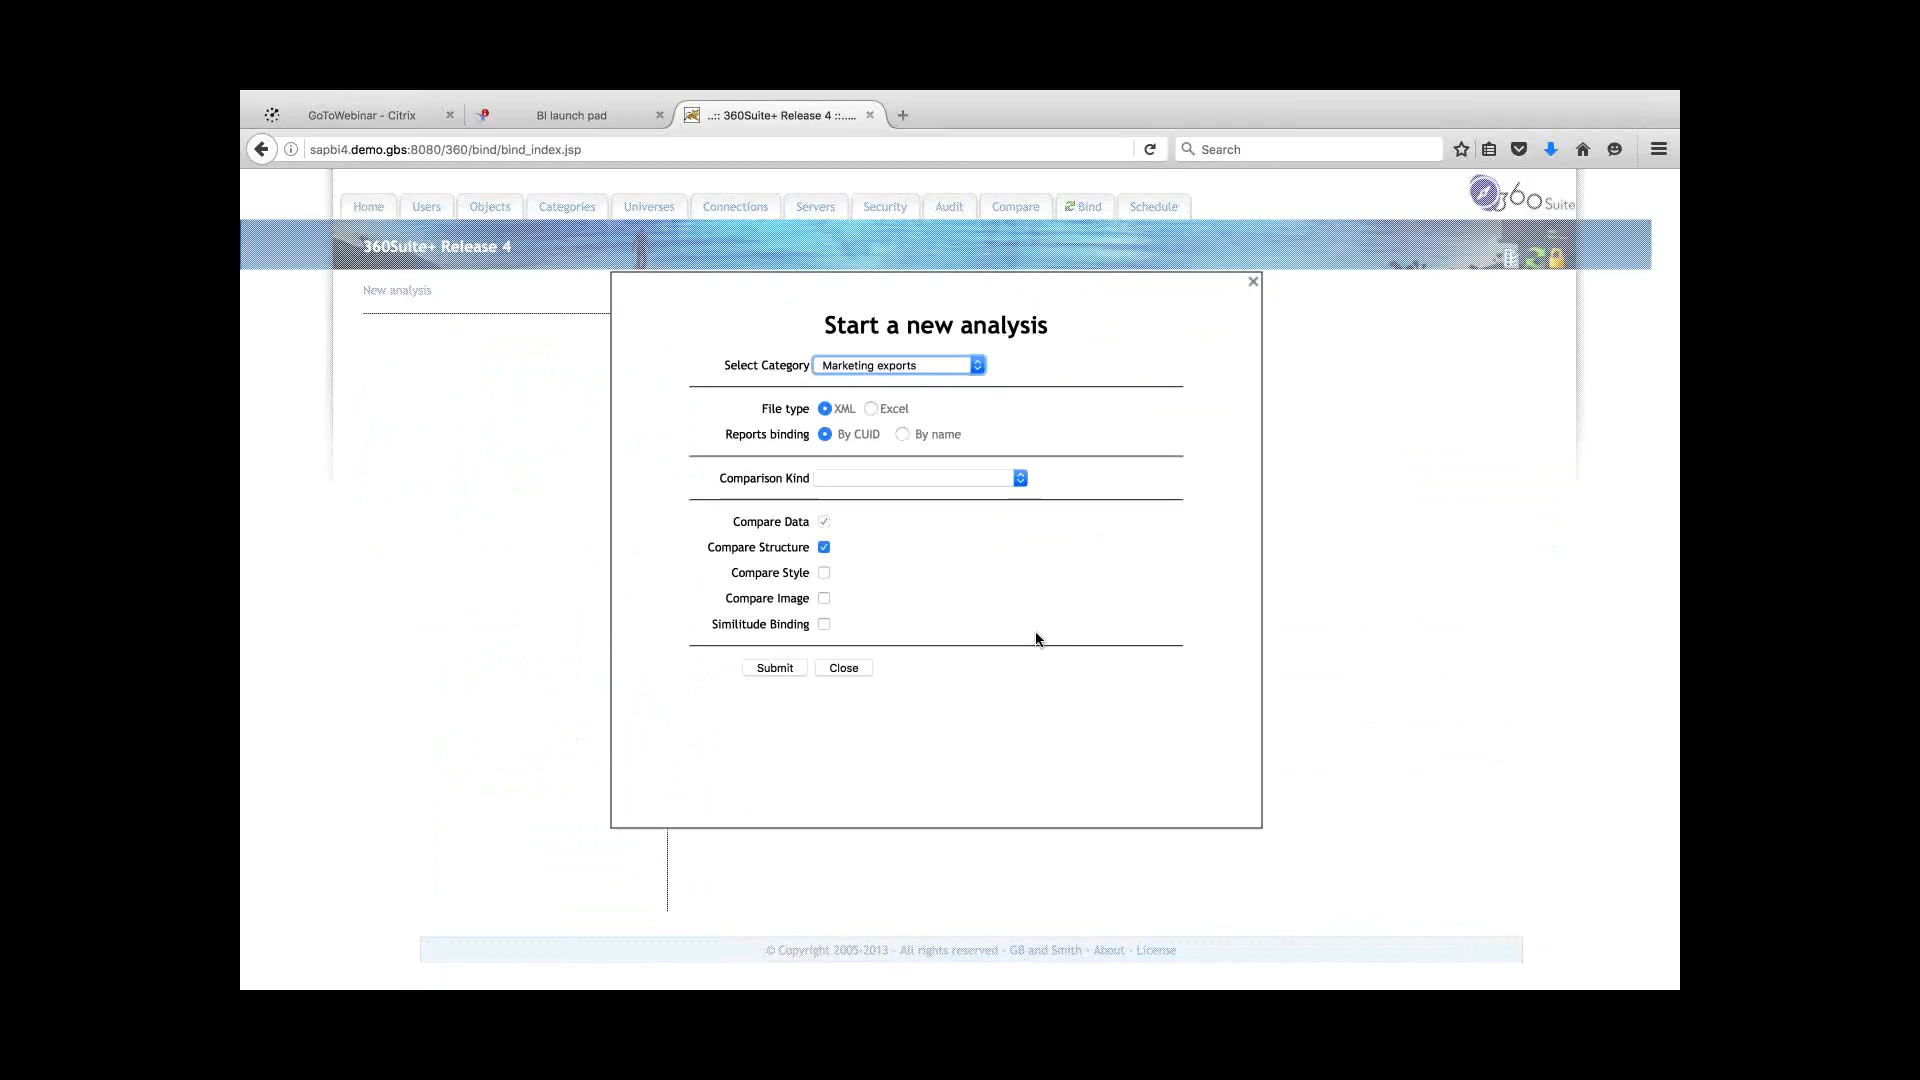 GoToWebinar - Citrix
BI launch pad
..:: 360Suite+ Release 4 ::.....
sapbi4.demo.gbs:8080/360/bind/bind_index.jsp
Search
Home
Users
Objects
Categories
Universes
Connections
Servers
Security
Audit
Compare
Bind
Schedule
360Suite
360Suite+ Release 4
New analysis
Start a new analysis
Select Category Marketing exports
File type XML Excel
Reports binding By CUID By name
Comparison Kind
Compare Data
Compare Structure
Compare Style
Compare Image
Similitude Binding
Submit Close
© Copyright 2005-2013 - All rights reserved - GB and Smith - About - License